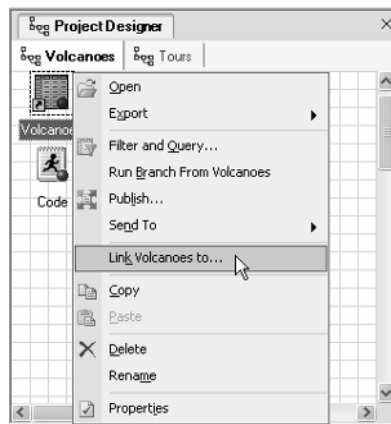 Project Designer
Volcanoes Tours
Open
Export
Volcanoe
Filter and Query...
Run Branch From Volcanoes
Publish...
Code
Send To
Link Volcanoes to...
Copy
Paste
Delete
Rename
Properties